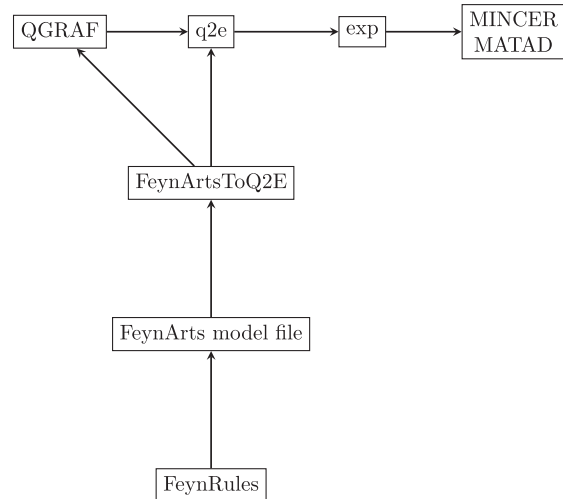 QGRAF
q2e
exp
MINCER
MATAD
FeynArtsToQ2E
FeynArts model file
FeynRules